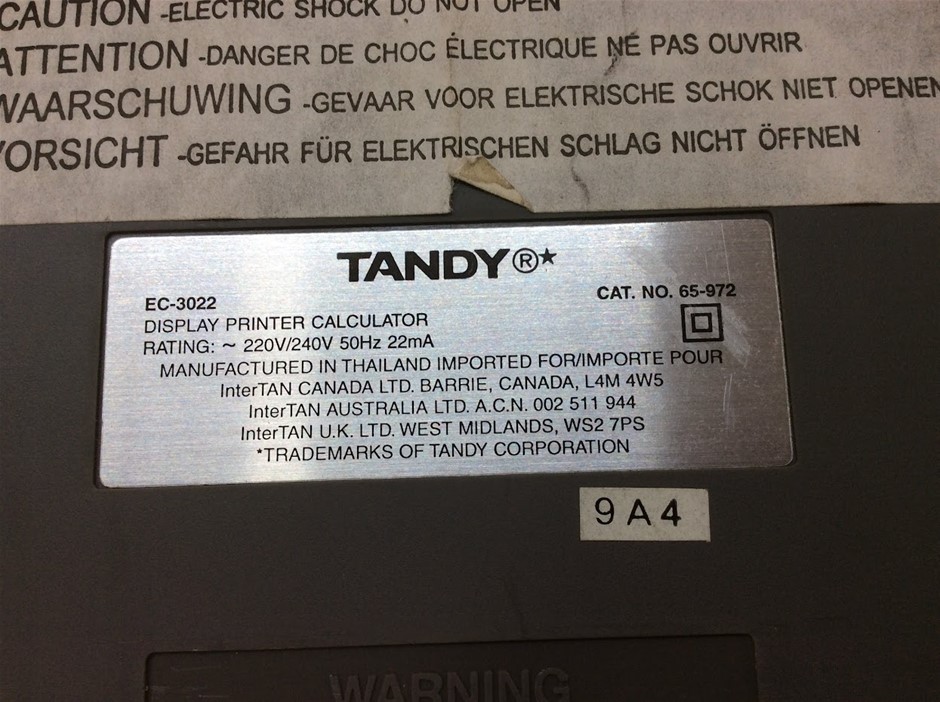 CAUTION -ELECTRIC SHOCK DO NOT OPEN
ATTENTION -DANGER DE CHOC ÉLECTRIQUE NE PAS OUVRIR
WAARSCHUWING -GEVAAR VOOR ELEKTRISCHE SCHOK NIET OPENEN
VORSICHT -GEFAHR FÜR ELEKTRISCHEN SCHLAG NICHT ÖFFNEN
TANDY®*
EC-3022
CAT. NO. 65-972
DISPLAY PRINTER CALCULATOR
RATING: ~ 220V/240V 50Hz 22mA
MANUFACTURED IN THAILAND IMPORTED FOR/IMPORTE POUR
InterTAN CANADA LTD. BARRIE, CANADA, L4M 4W5
InterTAN AUSTRALIA LTD. A.C.N. 002 511 944
InterTAN U.K. LTD. WEST MIDLANDS, WS2 7PS
*TRADEMARKS OF TANDY CORPORATION
9A4
WARNING